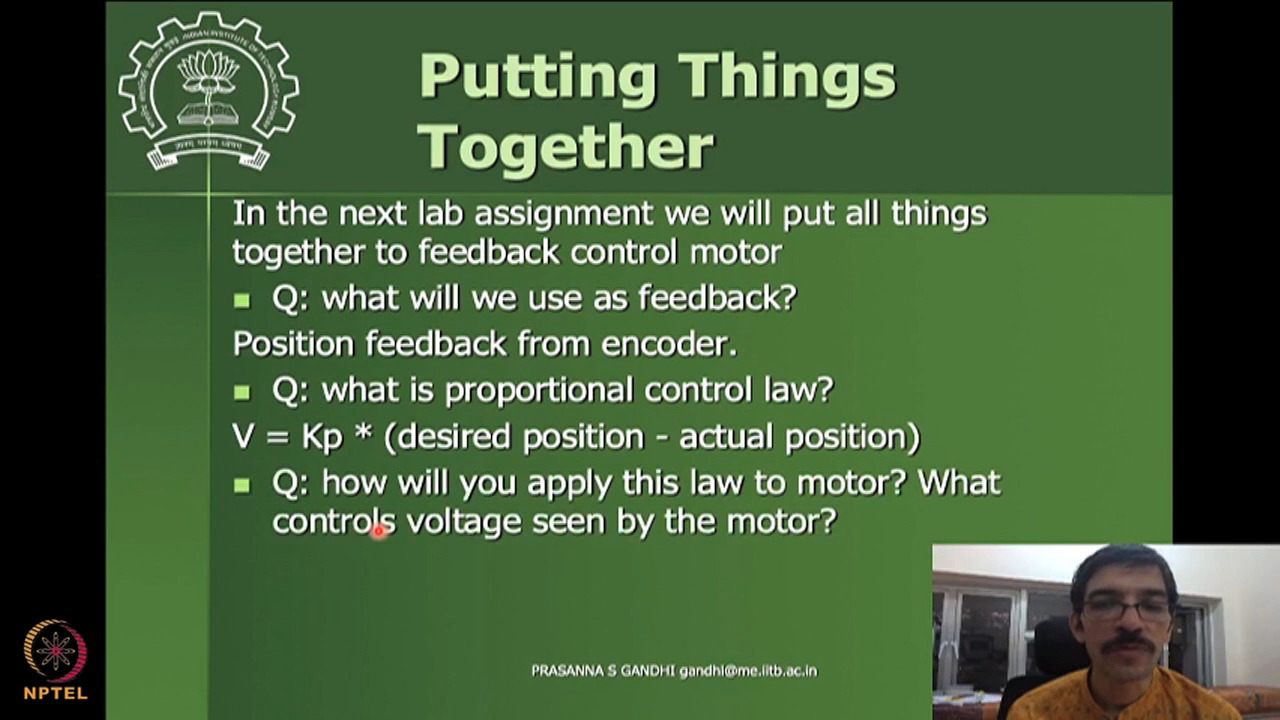 Putting Things
Together
In the next lab assignment we will put all things
together to feedback control motor
Q: what will we use as feedback?
Position feedback from encoder.
Q: what is proportional control law?
V = Kp * (desired position - actual position)
Q: how will you apply this law to motor? What
controls voltage seen by the motor?
PRASANNA S GANDHI gandhi@me.iitb.ac.in
NPTEL